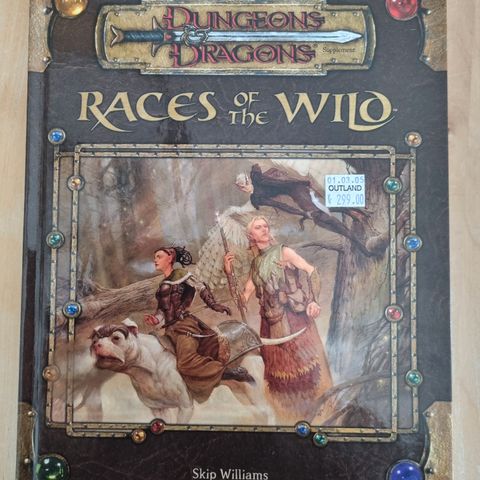 DUNGEONS
DRAGONS
Supplement
RACES OF THE WILD
01.03.05
OUTLAND
299.00
Skip Williams